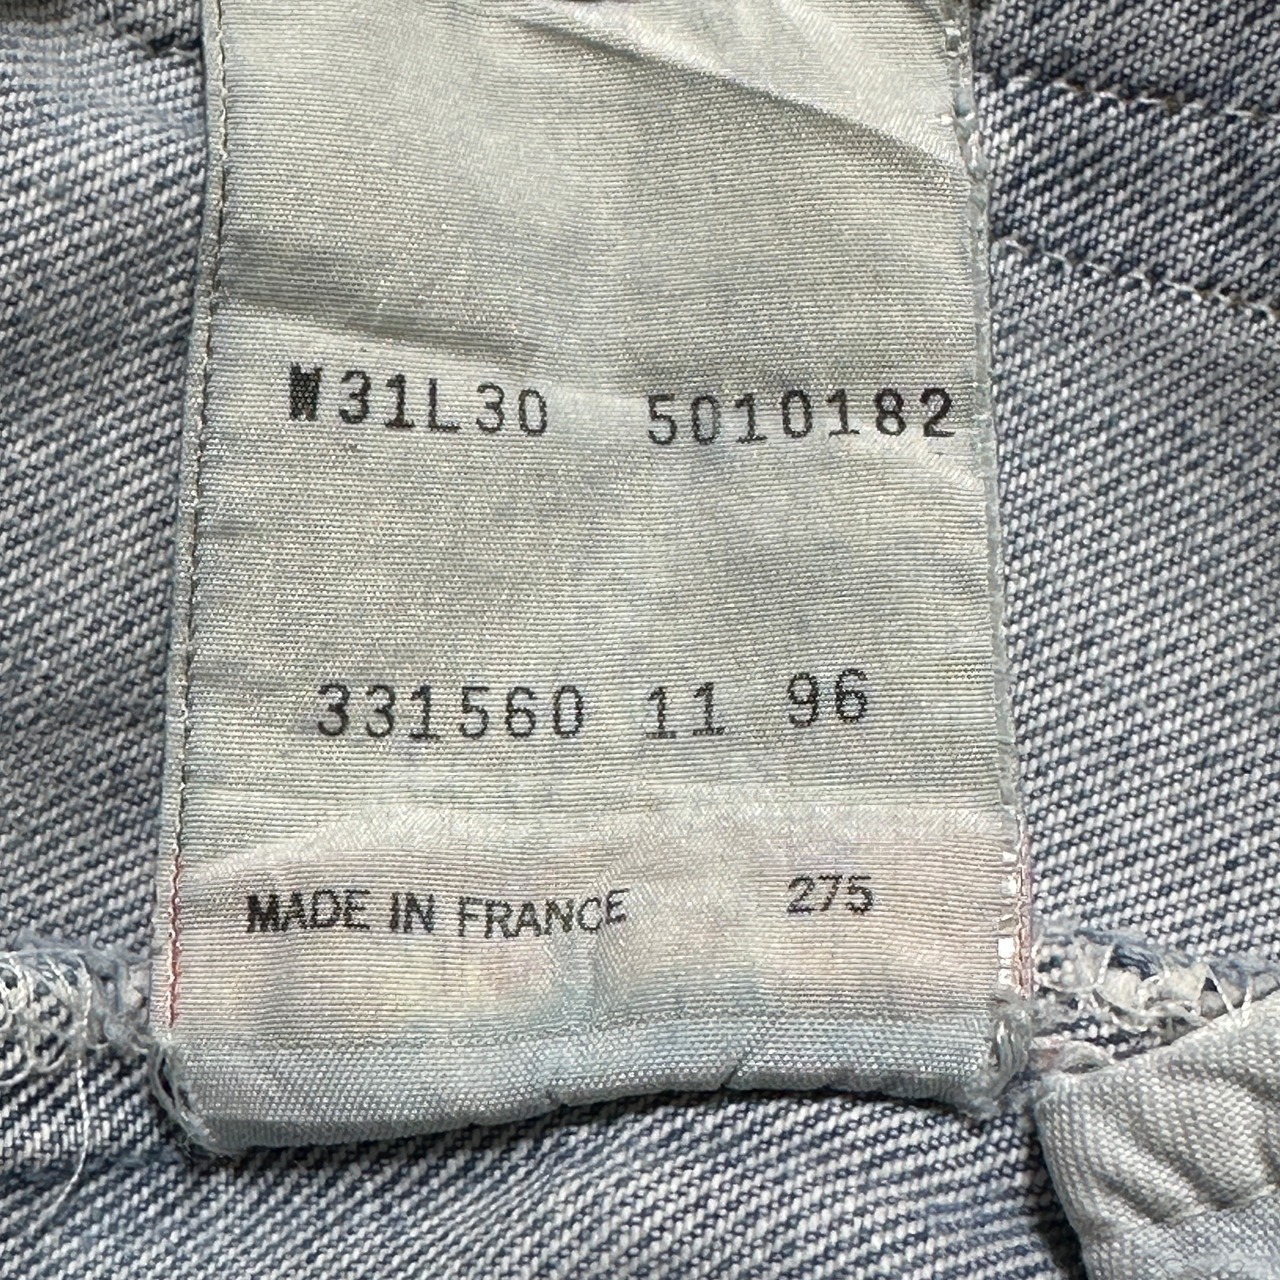 W31L30 5010182
331560 11 96
MADE IN FRANCE 275